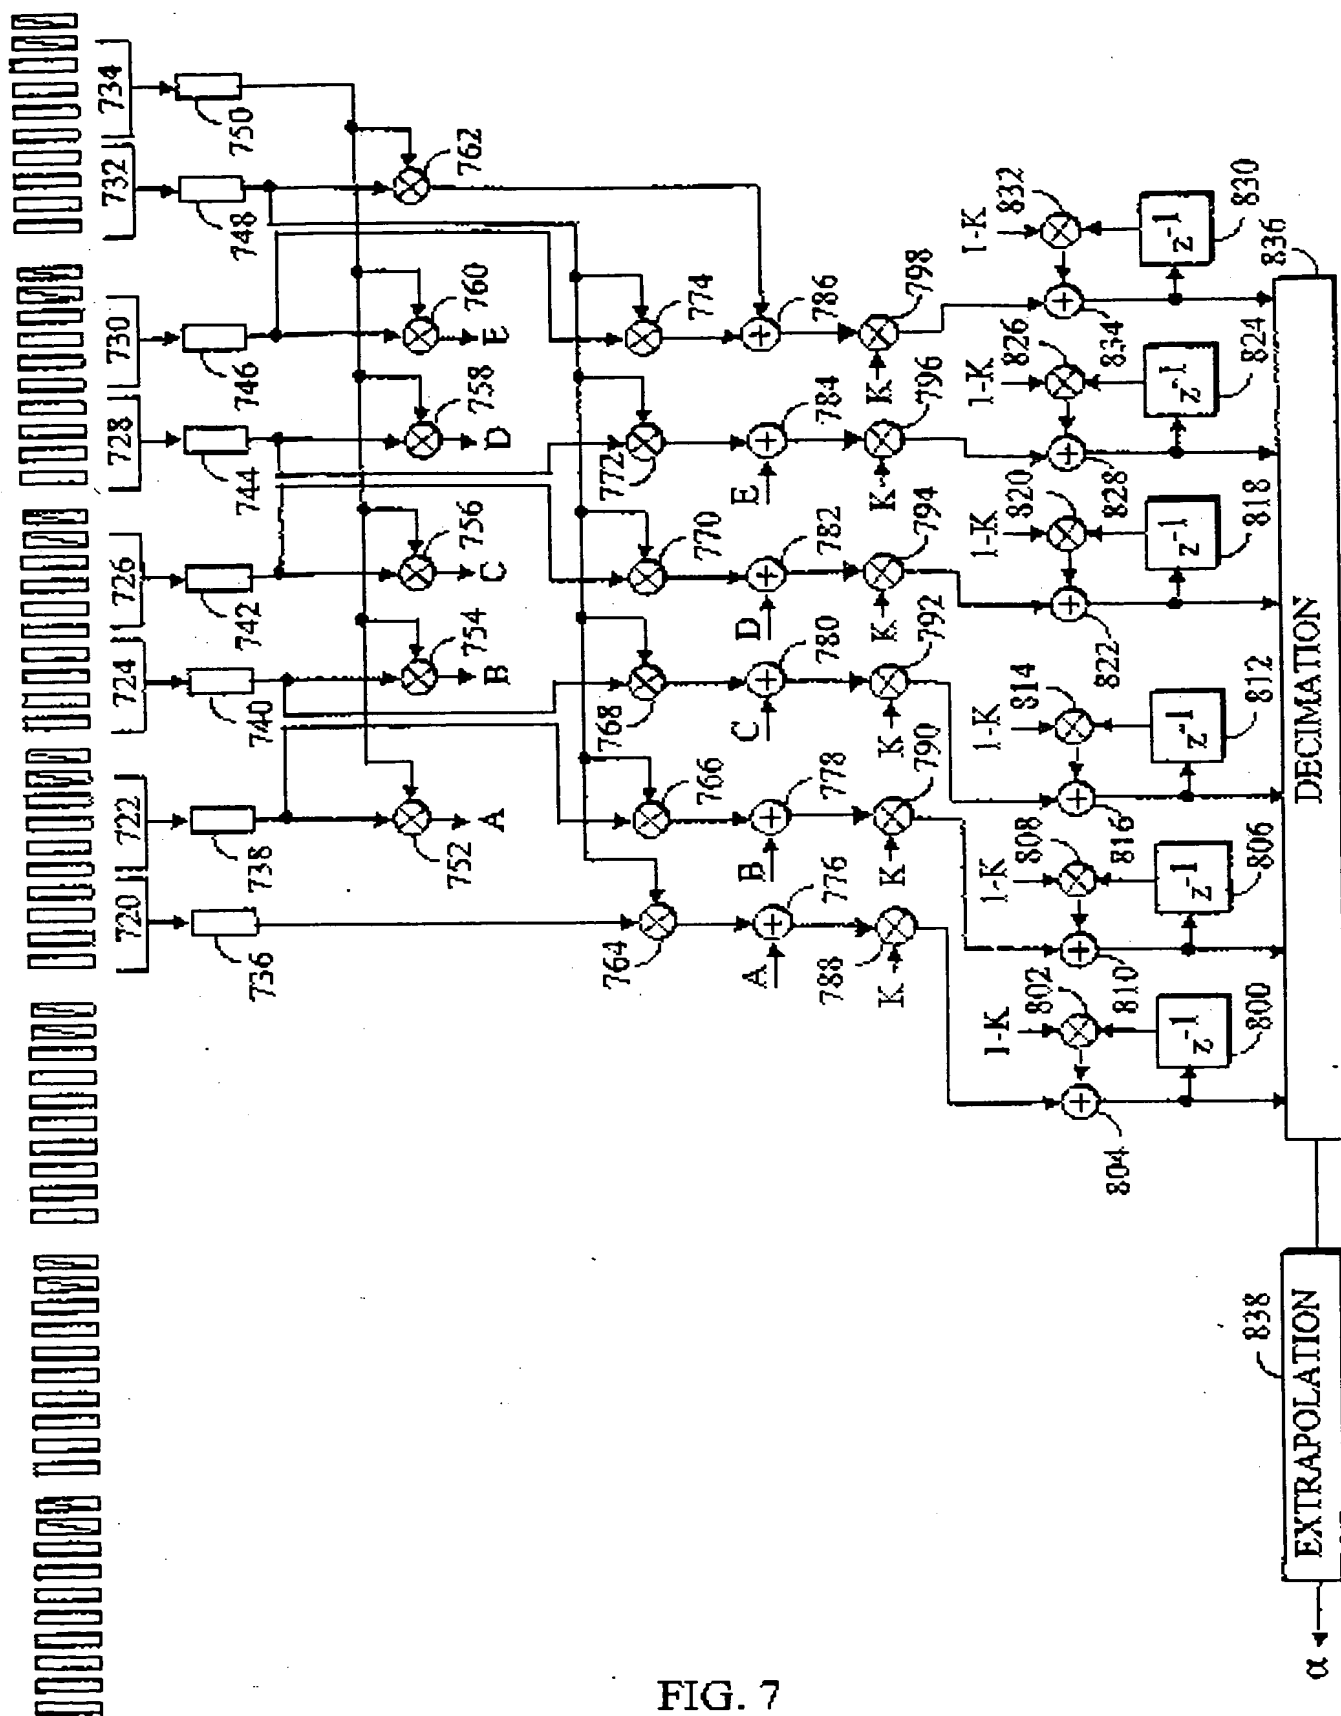 720
722
724
726
728
730
732
734
736
738
740
742
744
746
748
750
752
754
756
758
760
762
A
B
C
D
E
764
766
768
770
772
774
A
B
C
D
E
776
778
780
782
784
786
K
K
K
K
K
K
788
790
792
794
796
798
1-K
1-K
1-K
1-K
1-K
1-K
802
808
814
820
826
832
804
810
816
822
828
834
z⁻¹
z⁻¹
z⁻¹
z⁻¹
z⁻¹
z⁻¹
800
806
812
818
824
830
838
836
α
EXTRAPOLATION
DECIMATION
FIG. 7